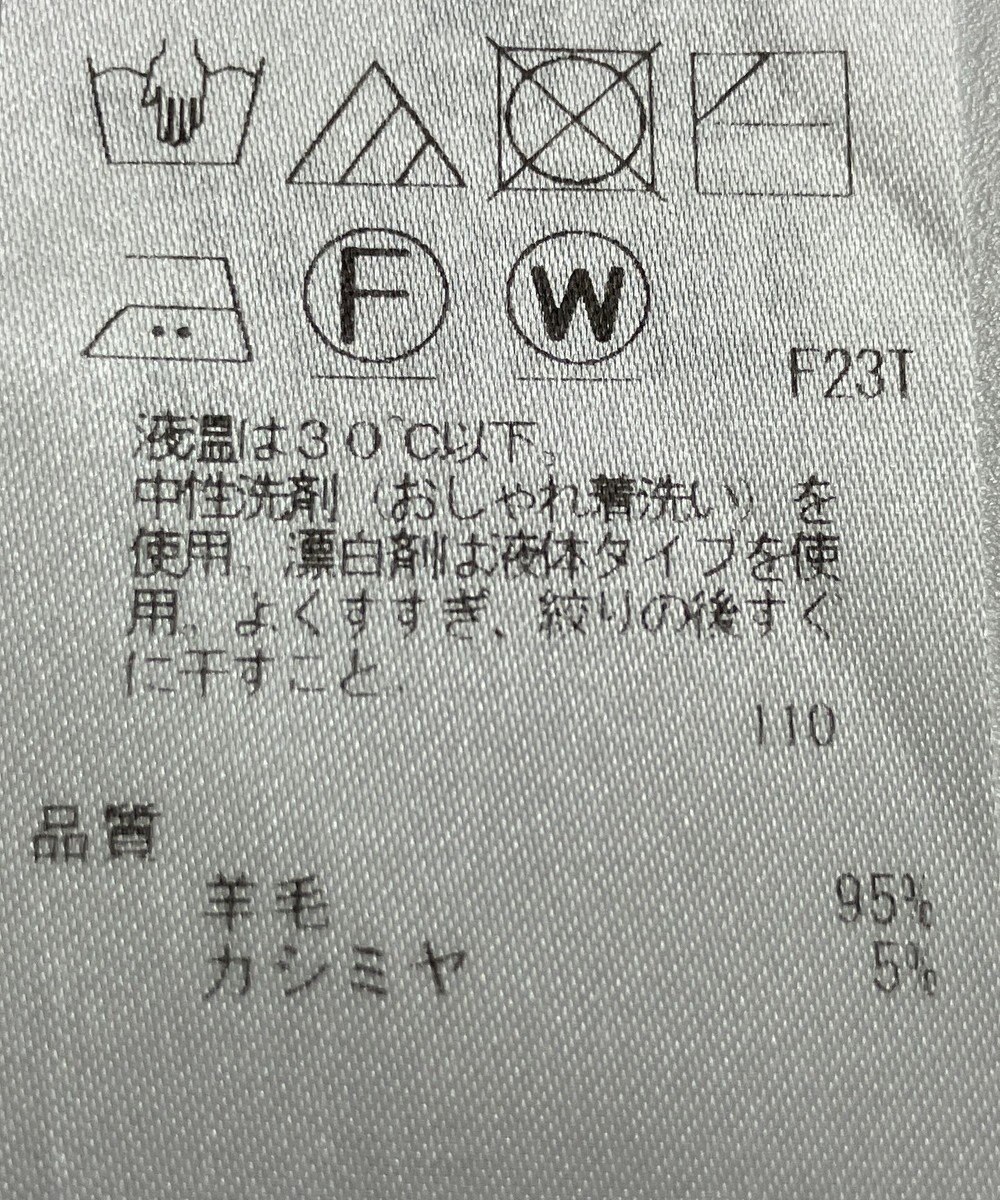 F W
F23T
液温は30℃以下。
中性洗剤（おしゃれ着洗い）を
使用。漂白剤は液体タイプを使
用。よくすすぎ、絞りの後すぐ
に干すこと。
110
品質
羊毛 95%
カシミヤ 5%